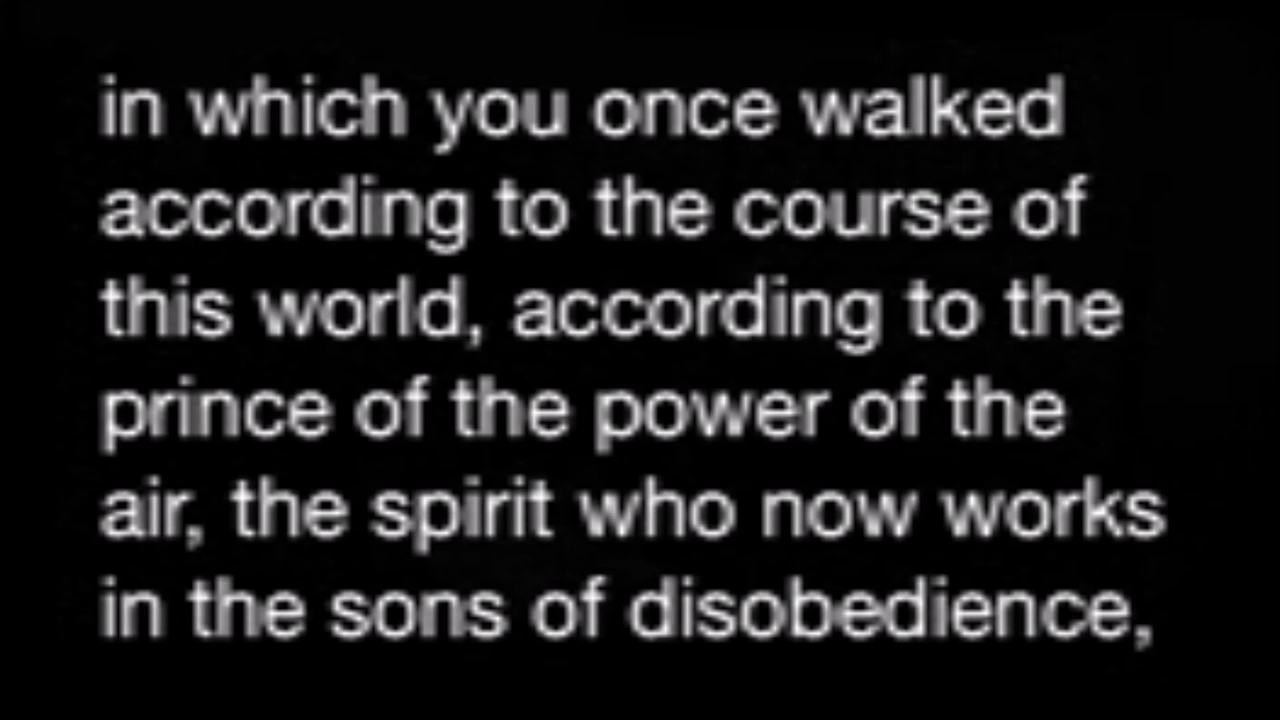 in which you once walked
according to the course of
this world, according to the
prince of the power of the
air, the spirit who now works
in the sons of disobedience,